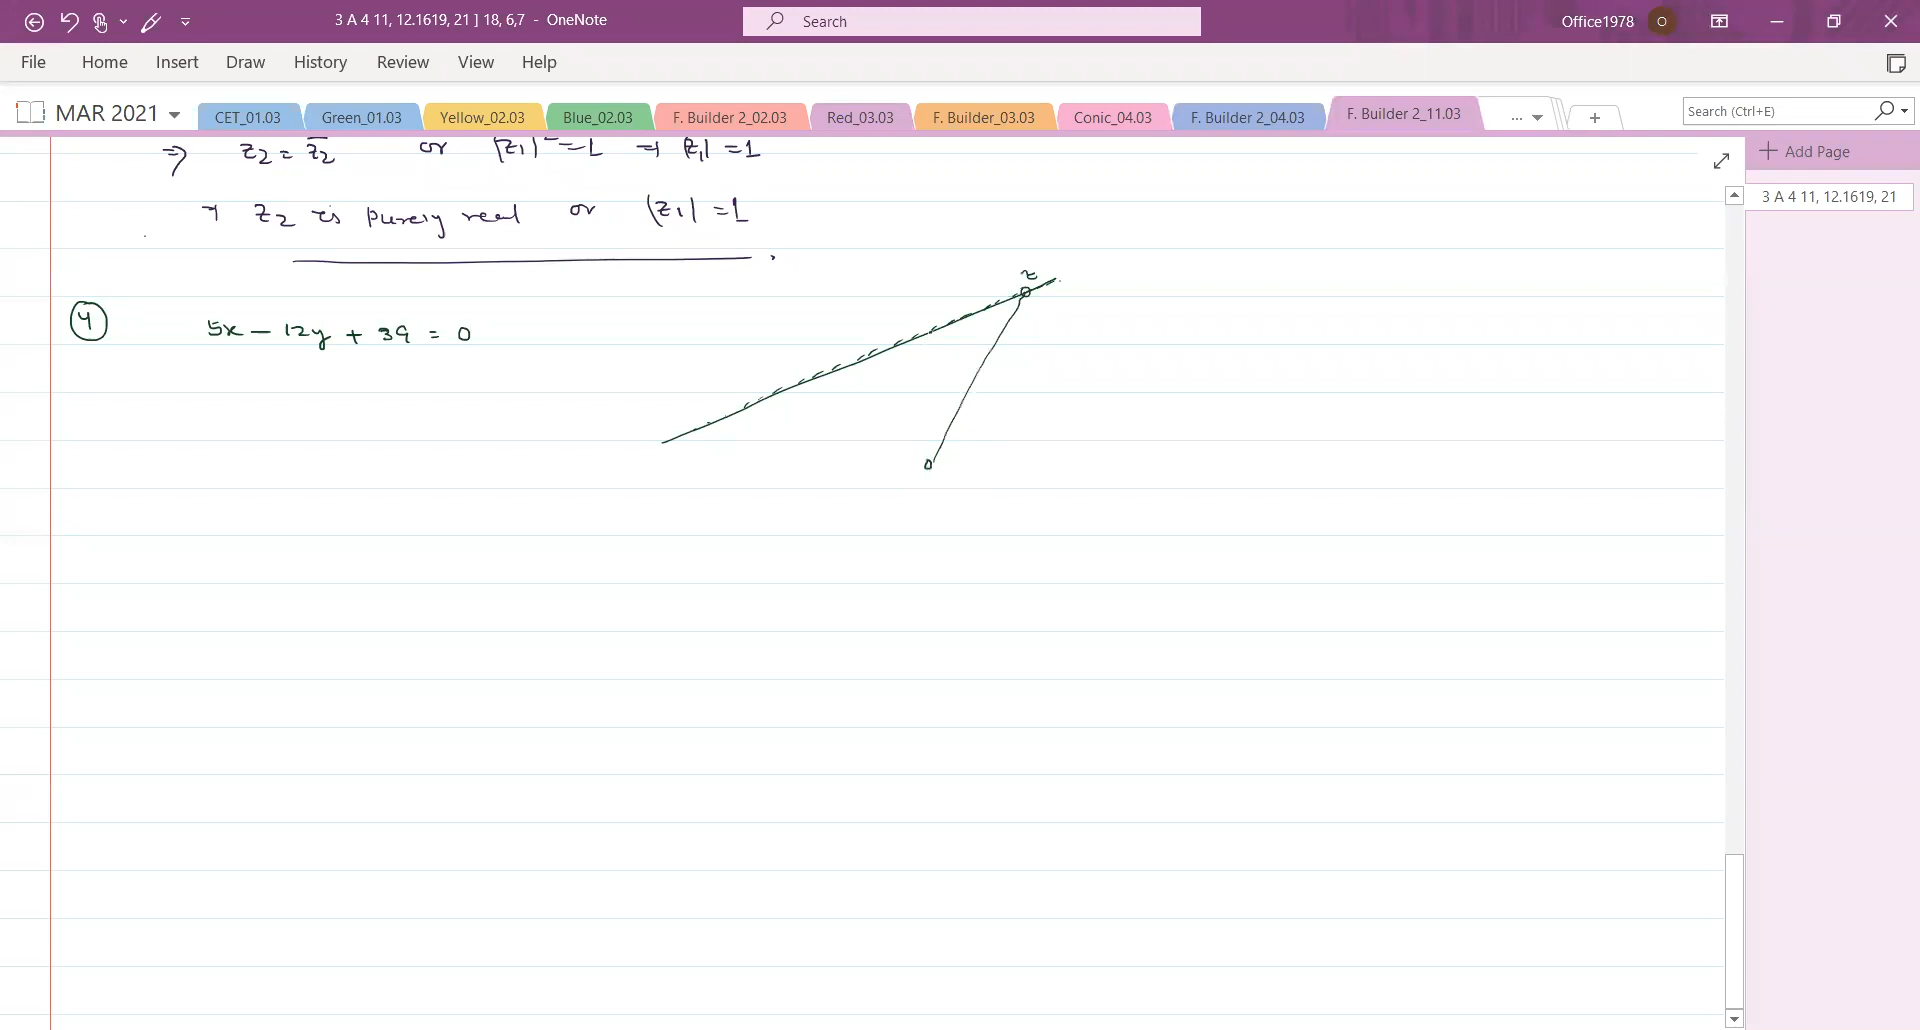 3 A 4 11, 12.1619, 21 ] 18, 6,7 - OneNote
Search
Office1978 O
File Home Insert Draw History Review View Help
MAR 2021
CET_01.03 Green_01.03 Yellow_02.03 Blue_02.03 F. Builder 2_02.03 Red_03.03 F. Builder_03.03 Conic_04.03 F. Builder 2_04.03 F. Builder 2_11.03 ... +
Search (Ctrl+E)
Add Page
3 A 4 11, 12.1619, 21
⇒ z2 = z̅2 or |z1|² = 1 ⇒ |z1| = 1
⇒ z2 is purely real or |z1| = 1
z
4 5x - 12y + 39 = 0
0